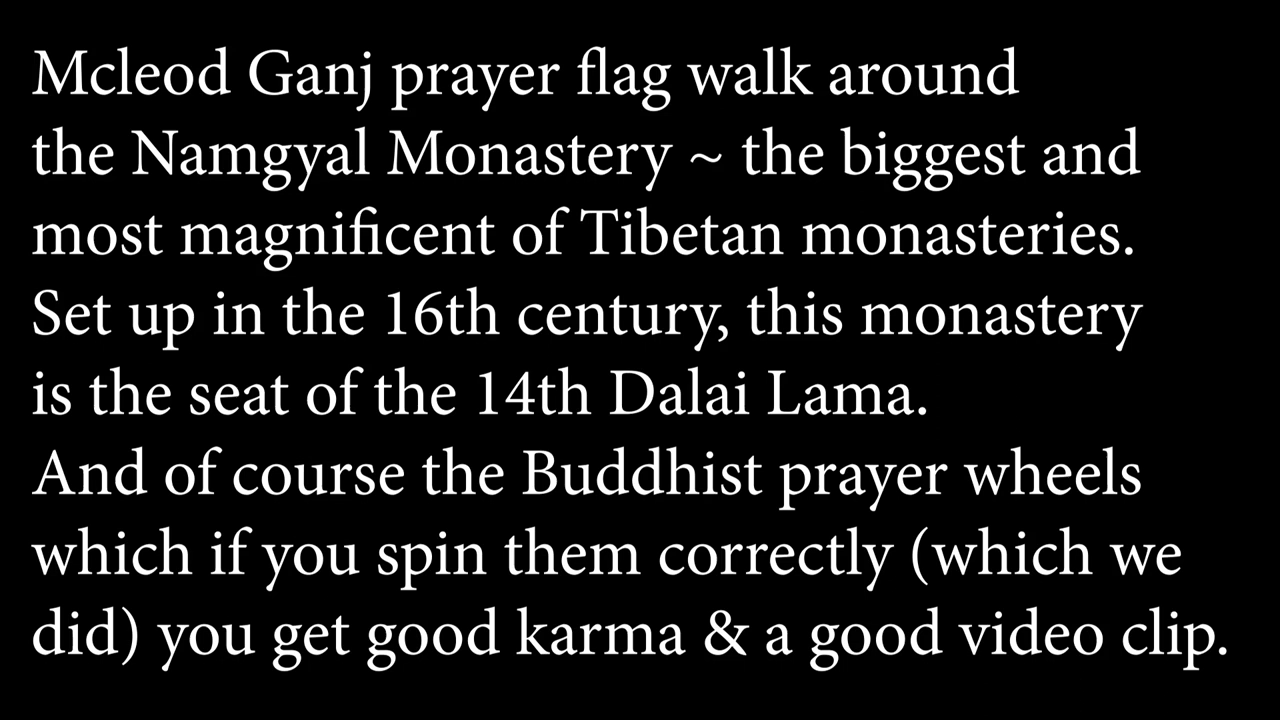 Mcleod Ganj prayer flag walk around
the Namgyal Monastery ~ the biggest and
most magnificent of Tibetan monasteries.
Set up in the 16th century, this monastery
is the seat of the 14th Dalai Lama.
And of course the Buddhist prayer wheels
which if you spin them correctly (which we
did) you get good karma & a good video clip.